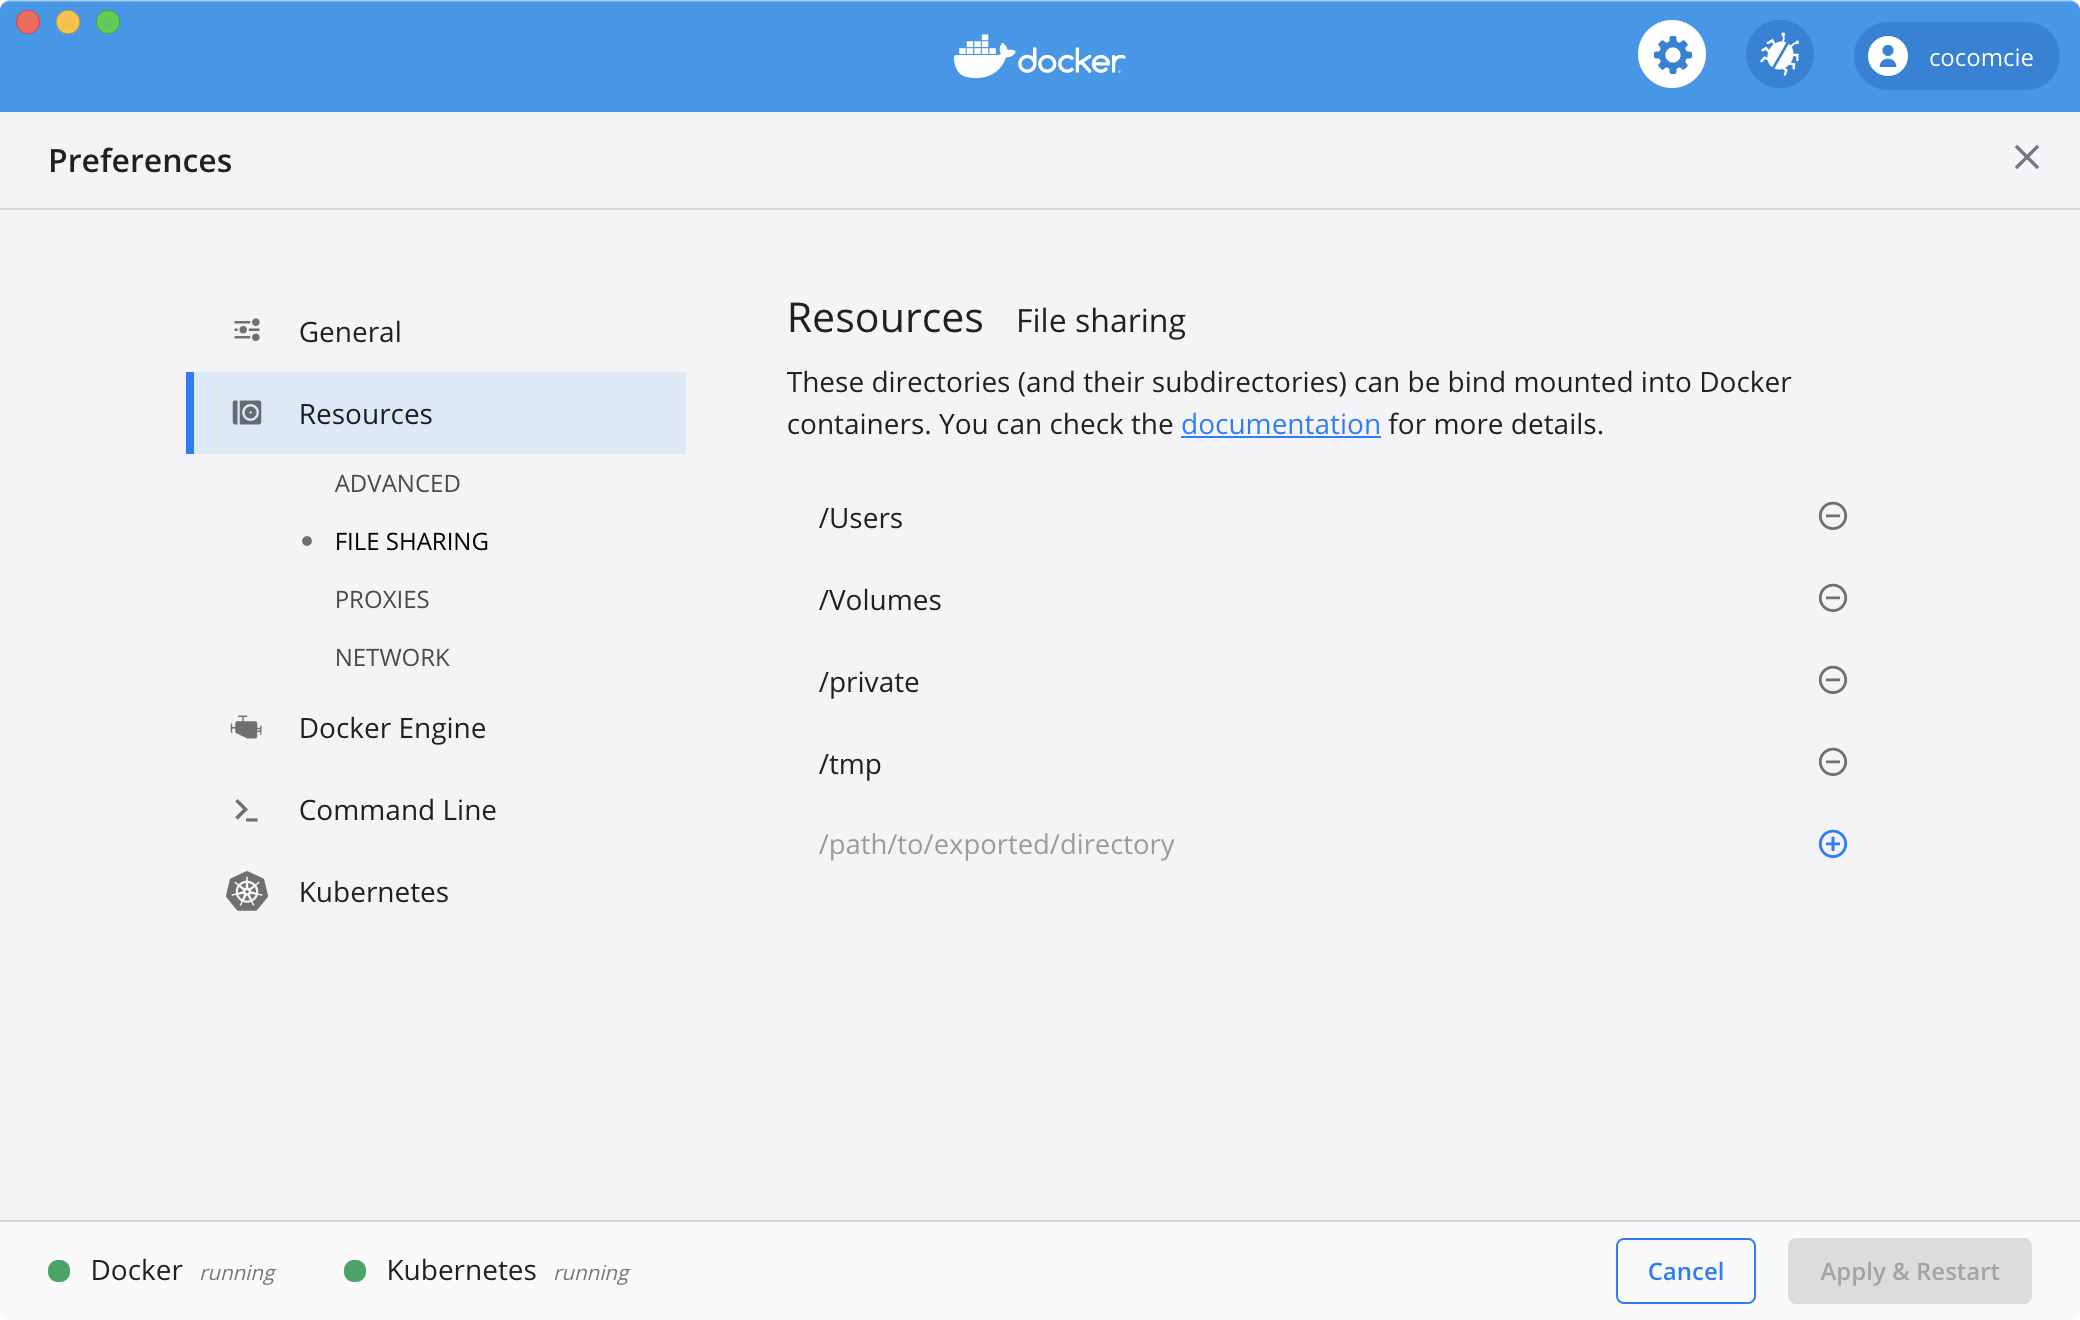 docker
cocomcie
Preferences
General
Resources
ADVANCED
FILE SHARING
PROXIES
NETWORK
Docker Engine
Command Line
Kubernetes
Resources File sharing
These directories (and their subdirectories) can be bind mounted into Docker
containers. You can check the documentation for more details.
/Users
/Volumes
/private
/tmp
/path/to/exported/directory
Docker running Kubernetes running
Cancel Apply & Restart